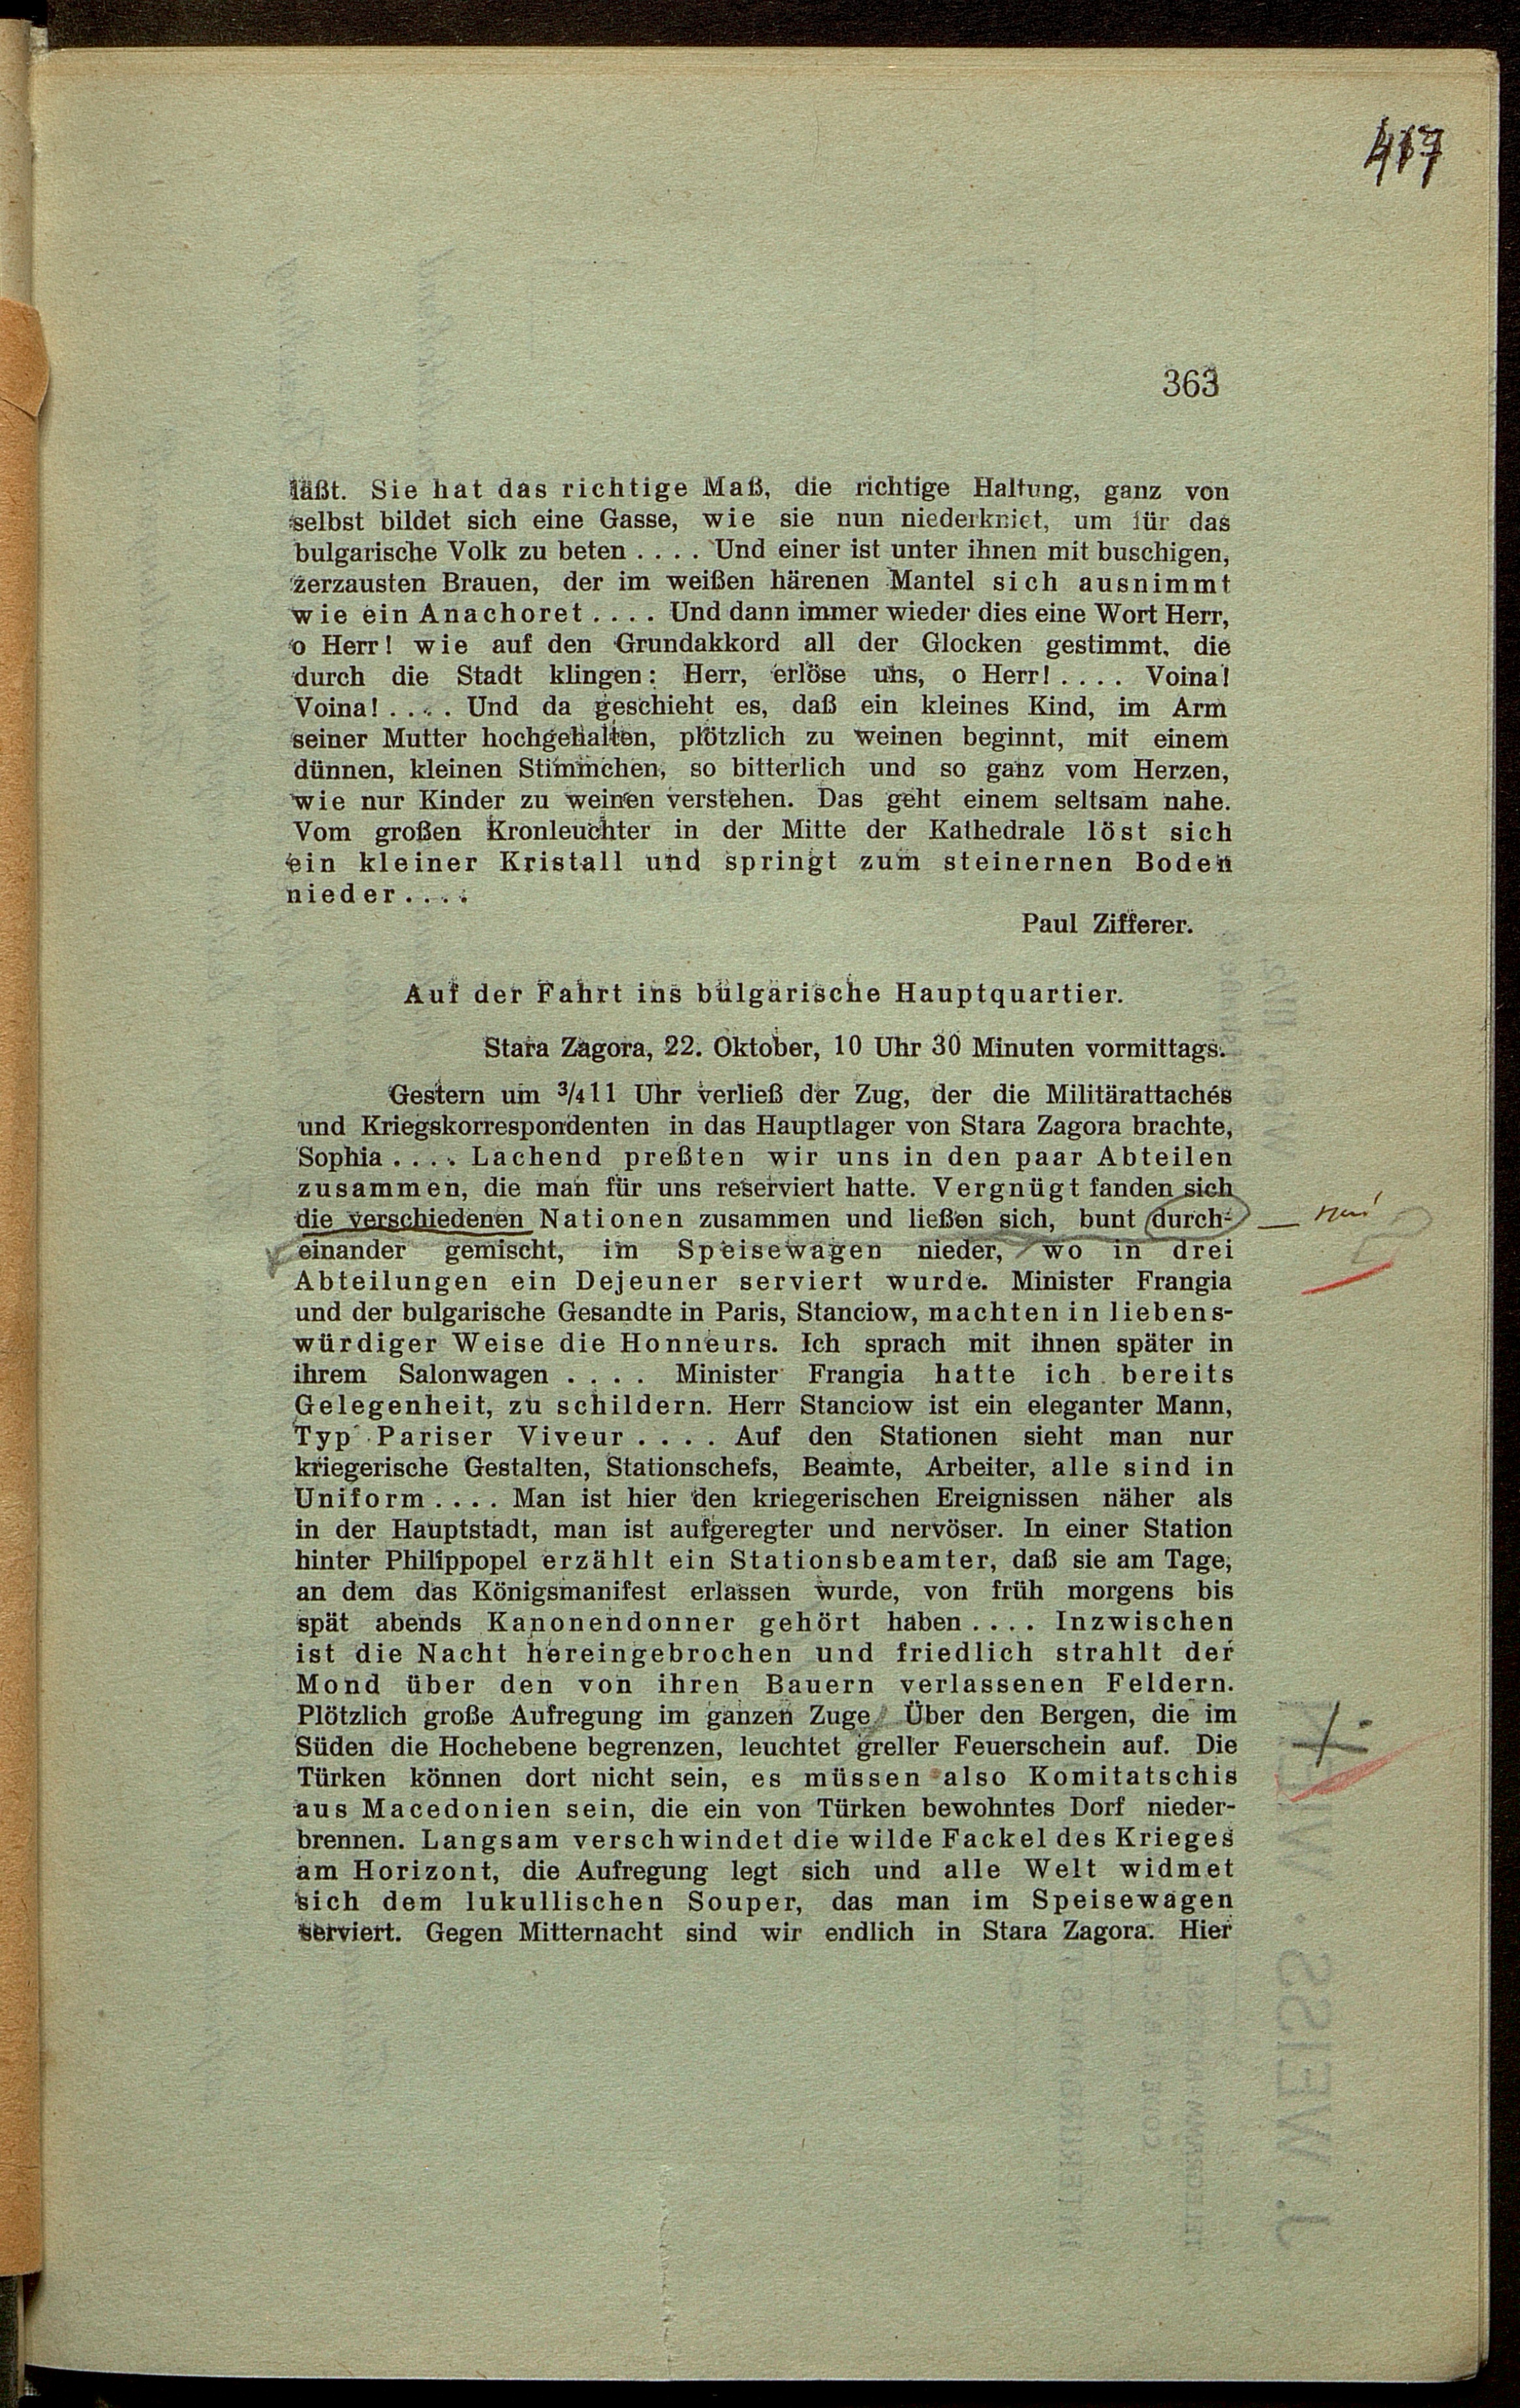 417
363
läßt. Sie hat das richtige Maß, die richtige Haltung, ganz von
selbst bildet sich eine Gasse, wie sie nun niederkniet, um für das
bulgarische Volk zu beten . . . . Und einer ist unter ihnen mit buschigen,
zerzausten Brauen, der im weißen härenen Mantel sich ausnimmt
wie ein Anachoret . . . . Und dann immer wieder dies eine Wort Herr,
o Herr! wie auf den Grundakkord all der Glocken gestimmt, die
durch die Stadt klingen: Herr, erlöse uns, o Herr! . . . . Voina!
Voina! . . . . Und da geschieht es, daß ein kleines Kind, im Arm
seiner Mutter hochgehalten, plötzlich zu weinen beginnt, mit einem
dünnen, kleinen Stimmchen, so bitterlich und so ganz vom Herzen,
wie nur Kinder zu weinen verstehen. Das geht einem seltsam nahe.
Vom großen Kronleuchter in der Mitte der Kathedrale löst sich
ein kleiner Kristall und springt zum steinernen Boden
nieder . . . .
Paul Zifferer.
Auf der Fahrt ins bulgarische Hauptquartier.
Stara Zagora, 22. Oktober, 10 Uhr 30 Minuten vormittags.
Gestern um ¾11 Uhr verließ der Zug, der die Militärattachés
und Kriegskorrespondenten in das Hauptlager von Stara Zagora brachte,
Sophia . . . . Lachend preßten wir uns in den paar Abteilen
zusammen, die man für uns reserviert hatte. Vergnügt fanden sich
die verschiedenen Nationen zusammen und ließen sich, bunt durch-
einander gemischt, im Speisewagen nieder, wo in drei
Abteilungen ein Dejeuner serviert wurde. Minister Frangia
und der bulgarische Gesandte in Paris, Stanciow, machten in liebens-
würdiger Weise die Honneurs. Ich sprach mit ihnen später in
ihrem Salonwagen . . . . Minister Frangia hatte ich bereits
Gelegenheit, zu schildern. Herr Stanciow ist ein eleganter Mann,
Typ Pariser Viveur . . . . Auf den Stationen sieht man nur
kriegerische Gestalten, Stationschefs, Beamte, Arbeiter, alle sind in
Uniform . . . . Man ist hier den kriegerischen Ereignissen näher als
in der Hauptstadt, man ist aufgeregter und nervöser. In einer Station
hinter Philippopel erzählt ein Stationsbeamter, daß sie am Tage,
an dem das Königsmanifest erlassen wurde, von früh morgens bis
spät abends Kanonendonner gehört haben . . . . Inzwischen
ist die Nacht hereingebrochen und friedlich strahlt der
Mond über den von ihren Bauern verlassenen Feldern.
Plötzlich große Aufregung im ganzen Zuge. Über den Bergen, die im
Süden die Hochebene begrenzen, leuchtet greller Feuerschein auf. Die
Türken können dort nicht sein, es müssen also Komitatschis
aus Macedonien sein, die ein von Türken bewohntes Dorf nieder-
brennen. Langsam verschwindet die wilde Fackel des Krieges
am Horizont, die Aufregung legt sich und alle Welt widmet
sich dem lukullischen Souper, das man im Speisewagen
serviert. Gegen Mitternacht sind wir endlich in Stara Zagora. Hier